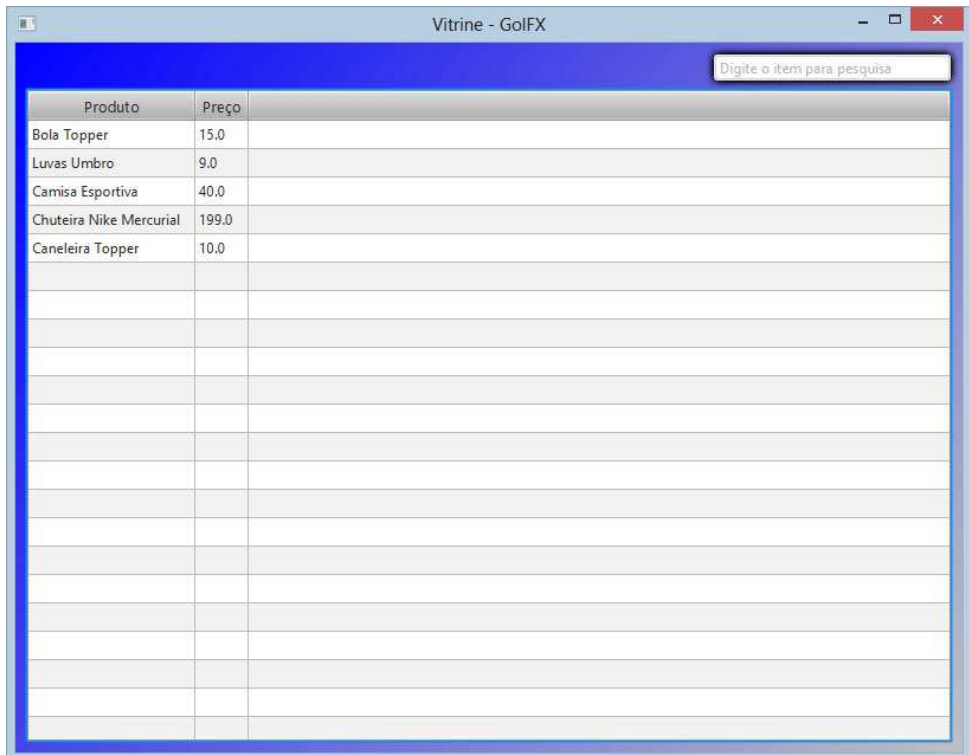 Vitrine - GolFX
Digite o item para pesquisa
Produto Preço
Bola Topper 15.0
Luvas Umbro 9.0
Camisa Esportiva 40.0
Chuteira Nike Mercurial 199.0
Caneleira Topper 10.0